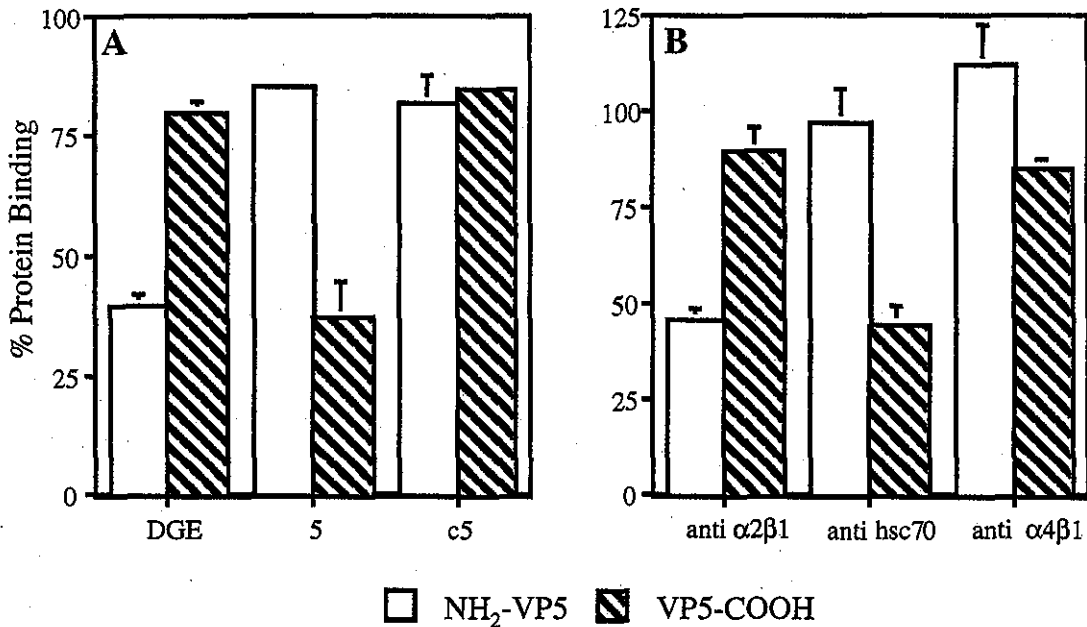 A
B
% Protein Binding
100
75
50
25
0
125
100
75
50
25
0
DGE 5 c5
anti α2β1 anti hsc70 anti α4β1
NH₂-VP5 VP5-COOH